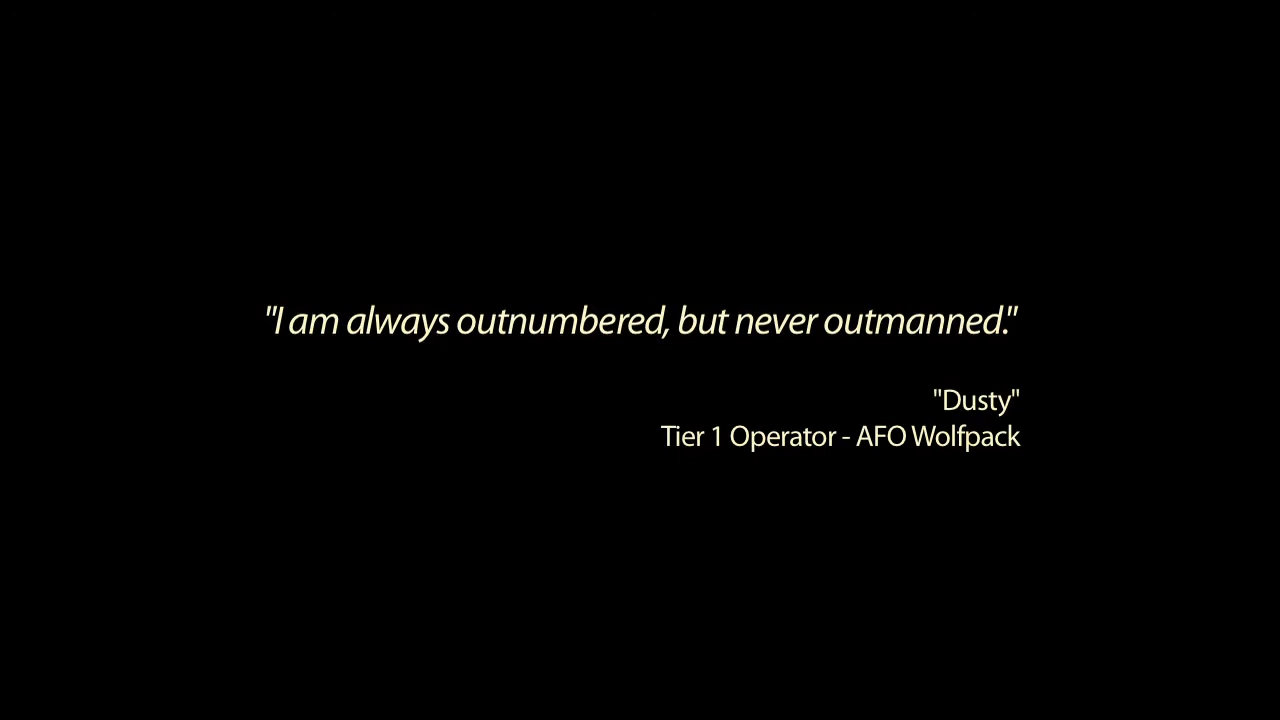 "I am always outnumbered, but never outmanned."
"Dusty"
Tier 1 Operator - AFO Wolfpack